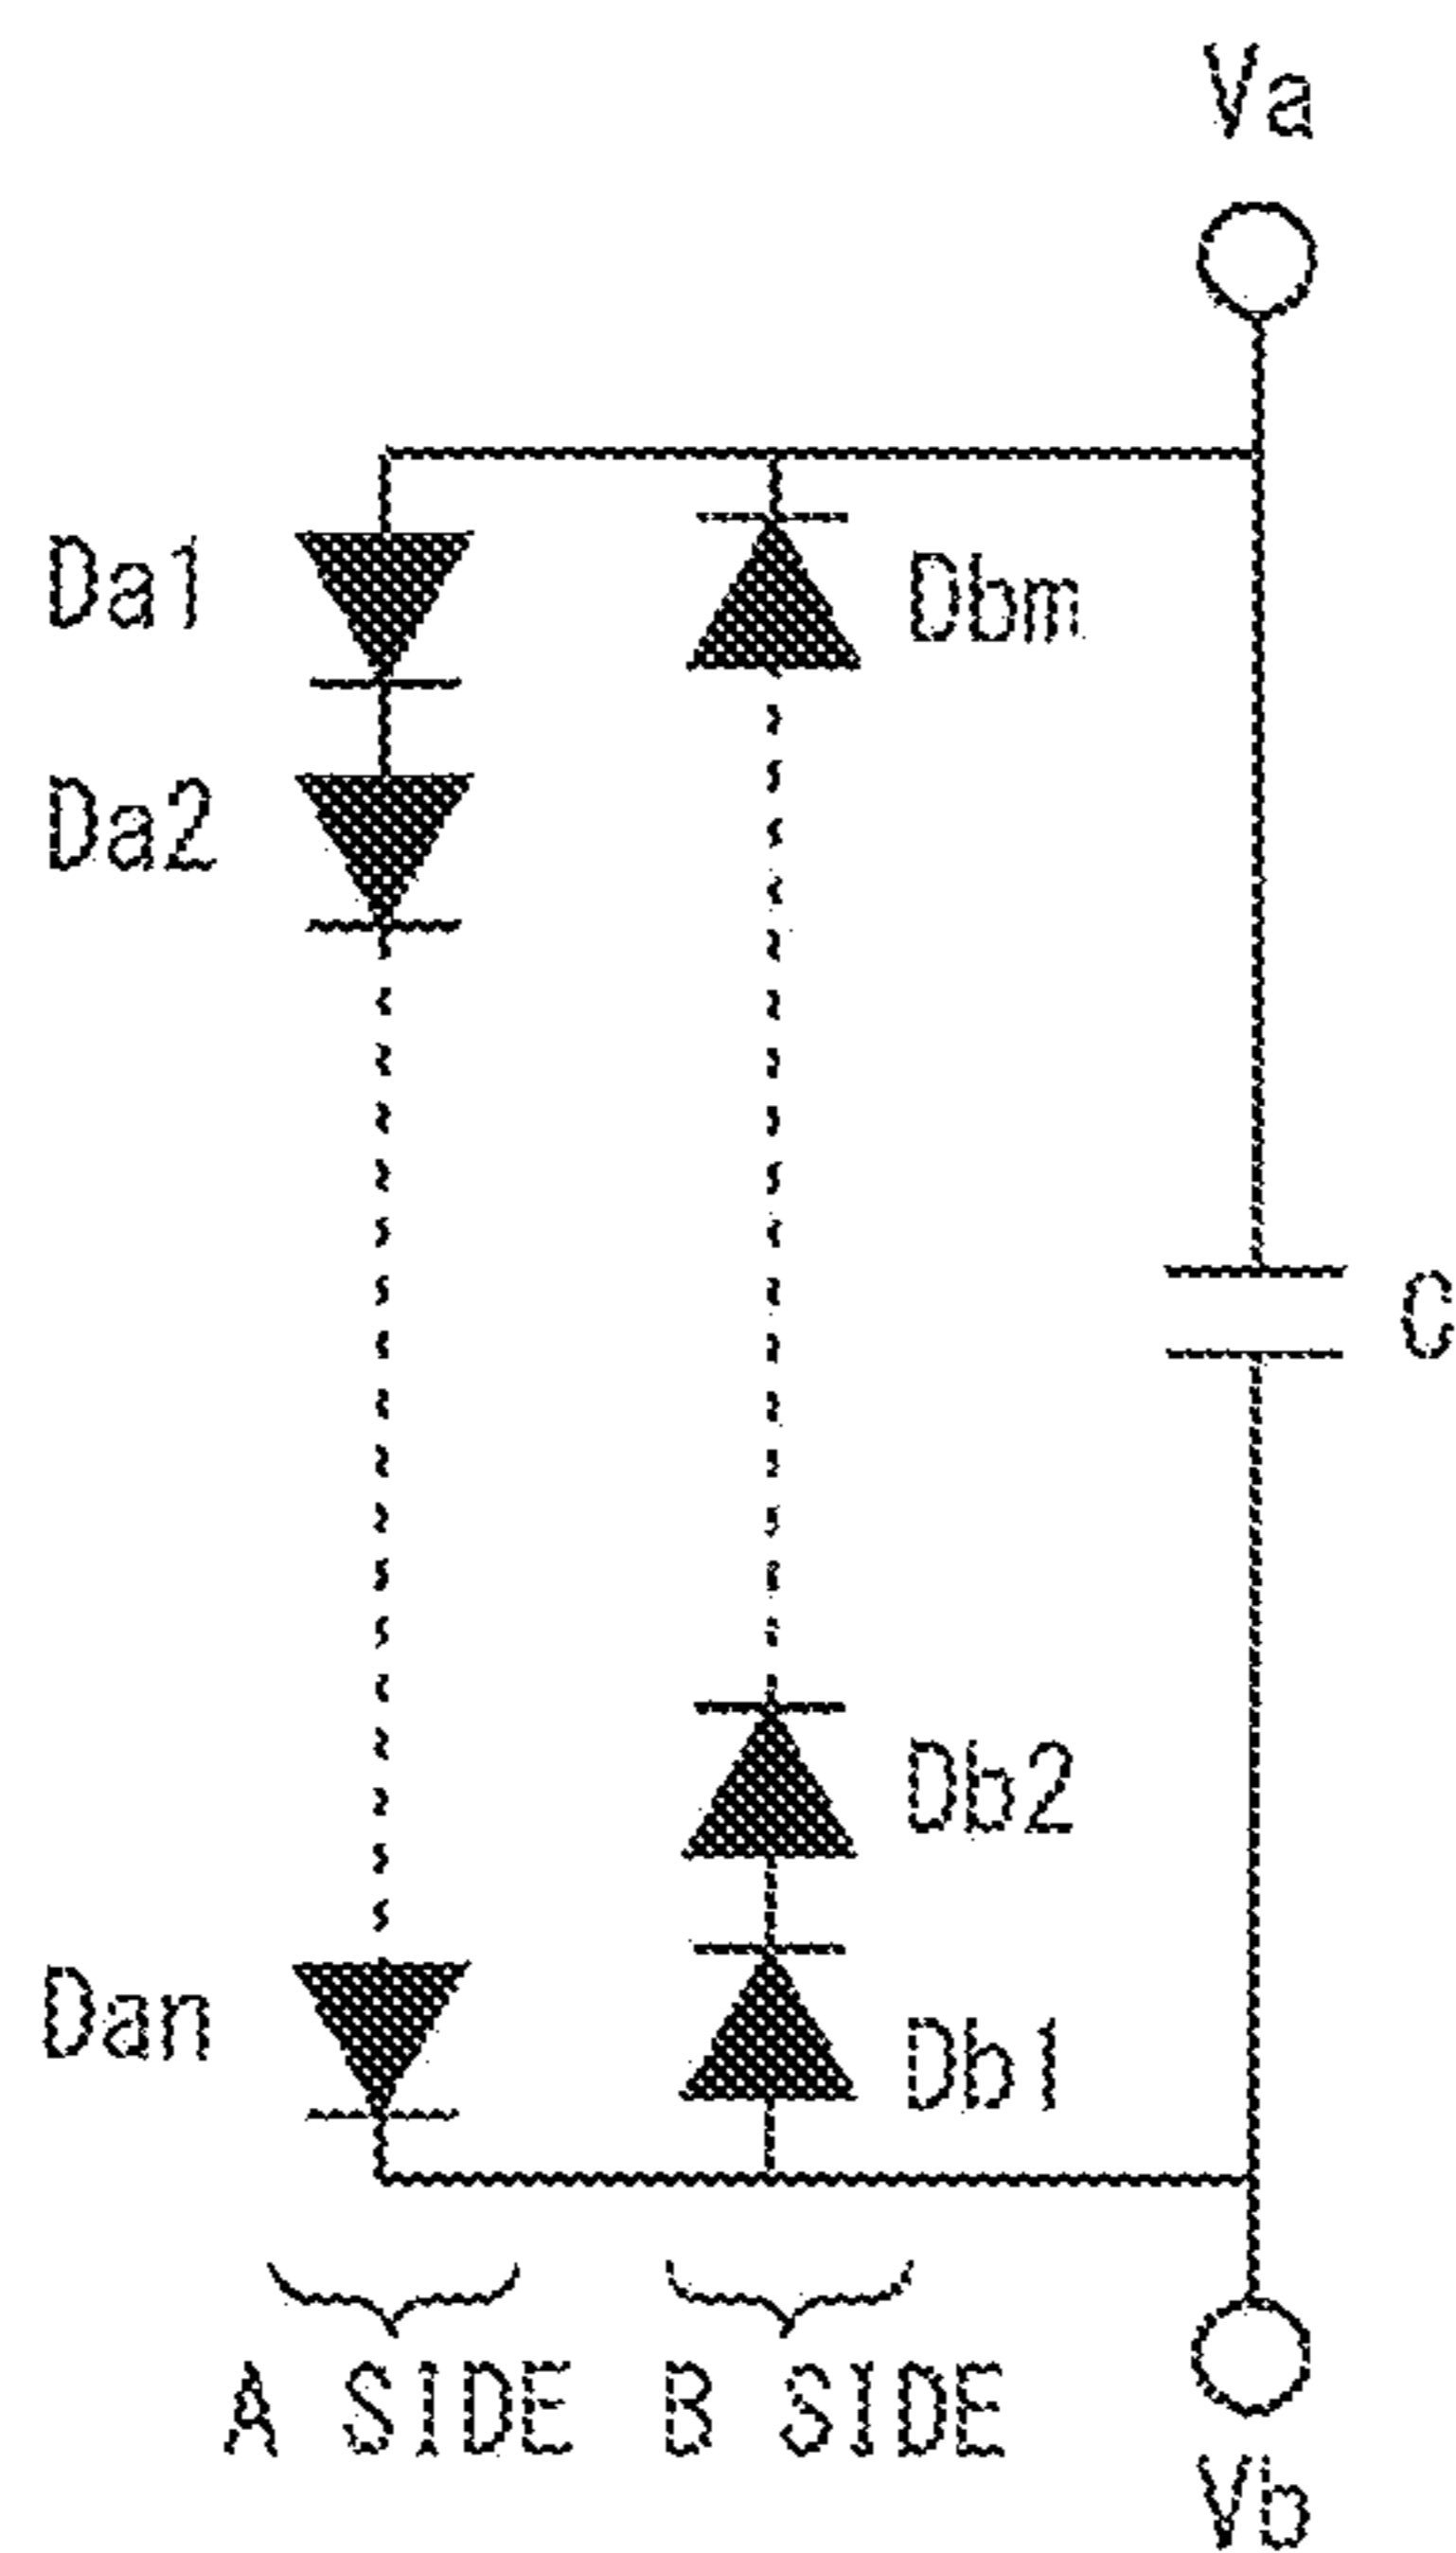 Va
Da1
Dbm
Da2
C
Db2
Dan
Db1
A SIDE
B SIDE
Vb